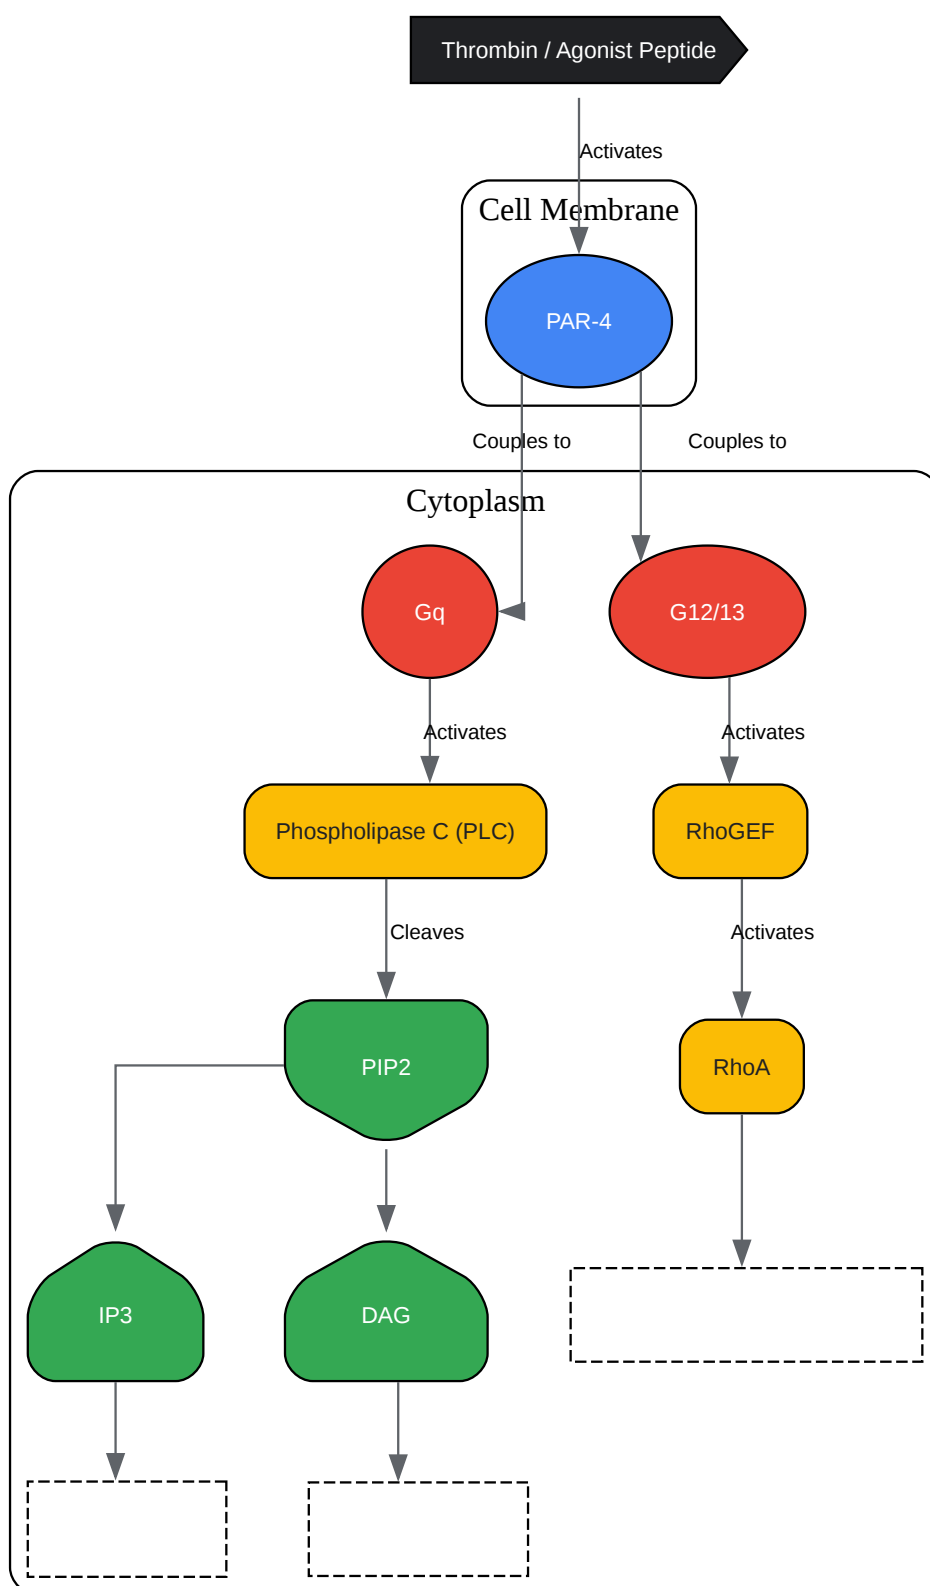 Thrombin / Agonist Peptide
Activates
Cell Membrane
PAR-4
Couples to
Couples to
Cytoplasm
Gq
G12/13
Activates
Activates
Phospholipase C (PLC)
RhoGEF
Cleaves
Activates
PIP2
RhoA
IP3
DAG